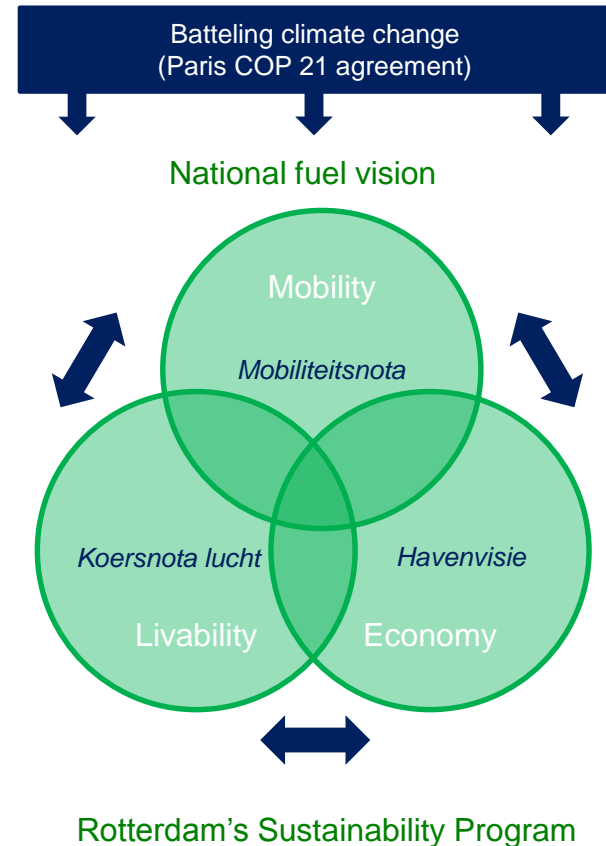 Batteling climate change
(Paris COP 21 agreement)
National fuel vision
Mobility
Mobiliteitsnota
Koersnota lucht
Havenvisie
Livability
Economy
Rotterdam's Sustainability Program